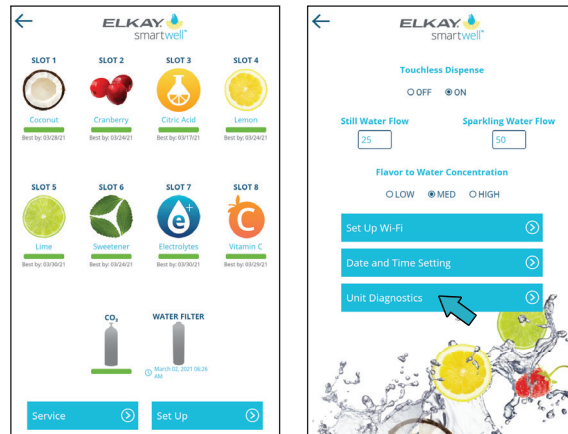 ELKAY
smartwell™
SLOT 1 SLOT 2 SLOT 3 SLOT 4
Coconut Cranberry Citric Acid Lemon
Best by: 03/28/21 Best by: 03/24/21 Best by: 03/17/21 Best by: 03/24/21
SLOT 5 SLOT 6 SLOT 7 SLOT 8
e+ C
Lime Sweetener Electrolytes Vitamin C
Best by: 03/30/21 Best by: 03/24/21 Best by: 03/30/21 Best by: 03/29/21
CO₂ WATER FILTER
March 02, 2021 06:26
AM
Service Set Up
ELKAY
smartwell™
Touchless Dispense
OFF ON
Still Water Flow Sparkling Water Flow
25 50
Flavor to Water Concentration
LOW MED HIGH
Set Up Wi-Fi
Date and Time Setting
Unit Diagnostics